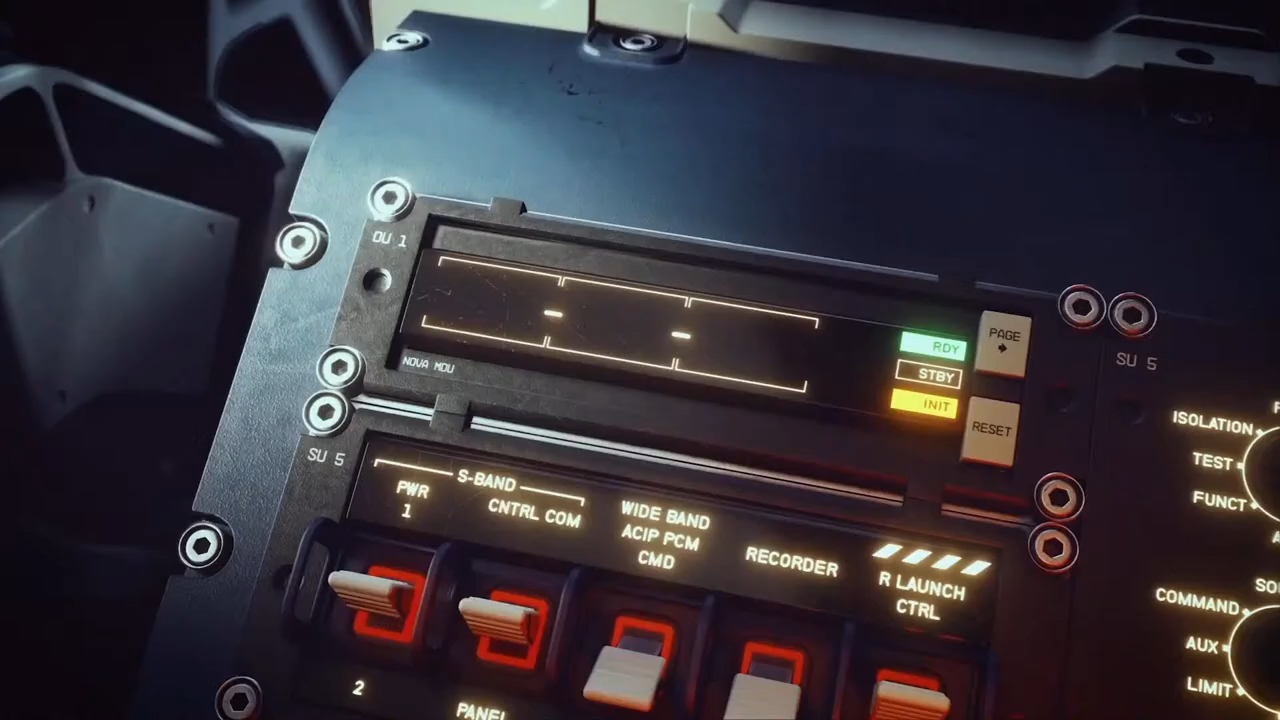 DU 1
PAGE
RDY
STBY
INIT
RESET
NOVA MDU
SU 5
SU 5
S-BAND
PWR
1
CNTRL COM
WIDE BAND
ACIP PCM
CMD
RECORDER
R LAUNCH
CTRL
2
PANEL
ISOLATION
TEST
FUNCT
COMMAND
AUX
LIMIT